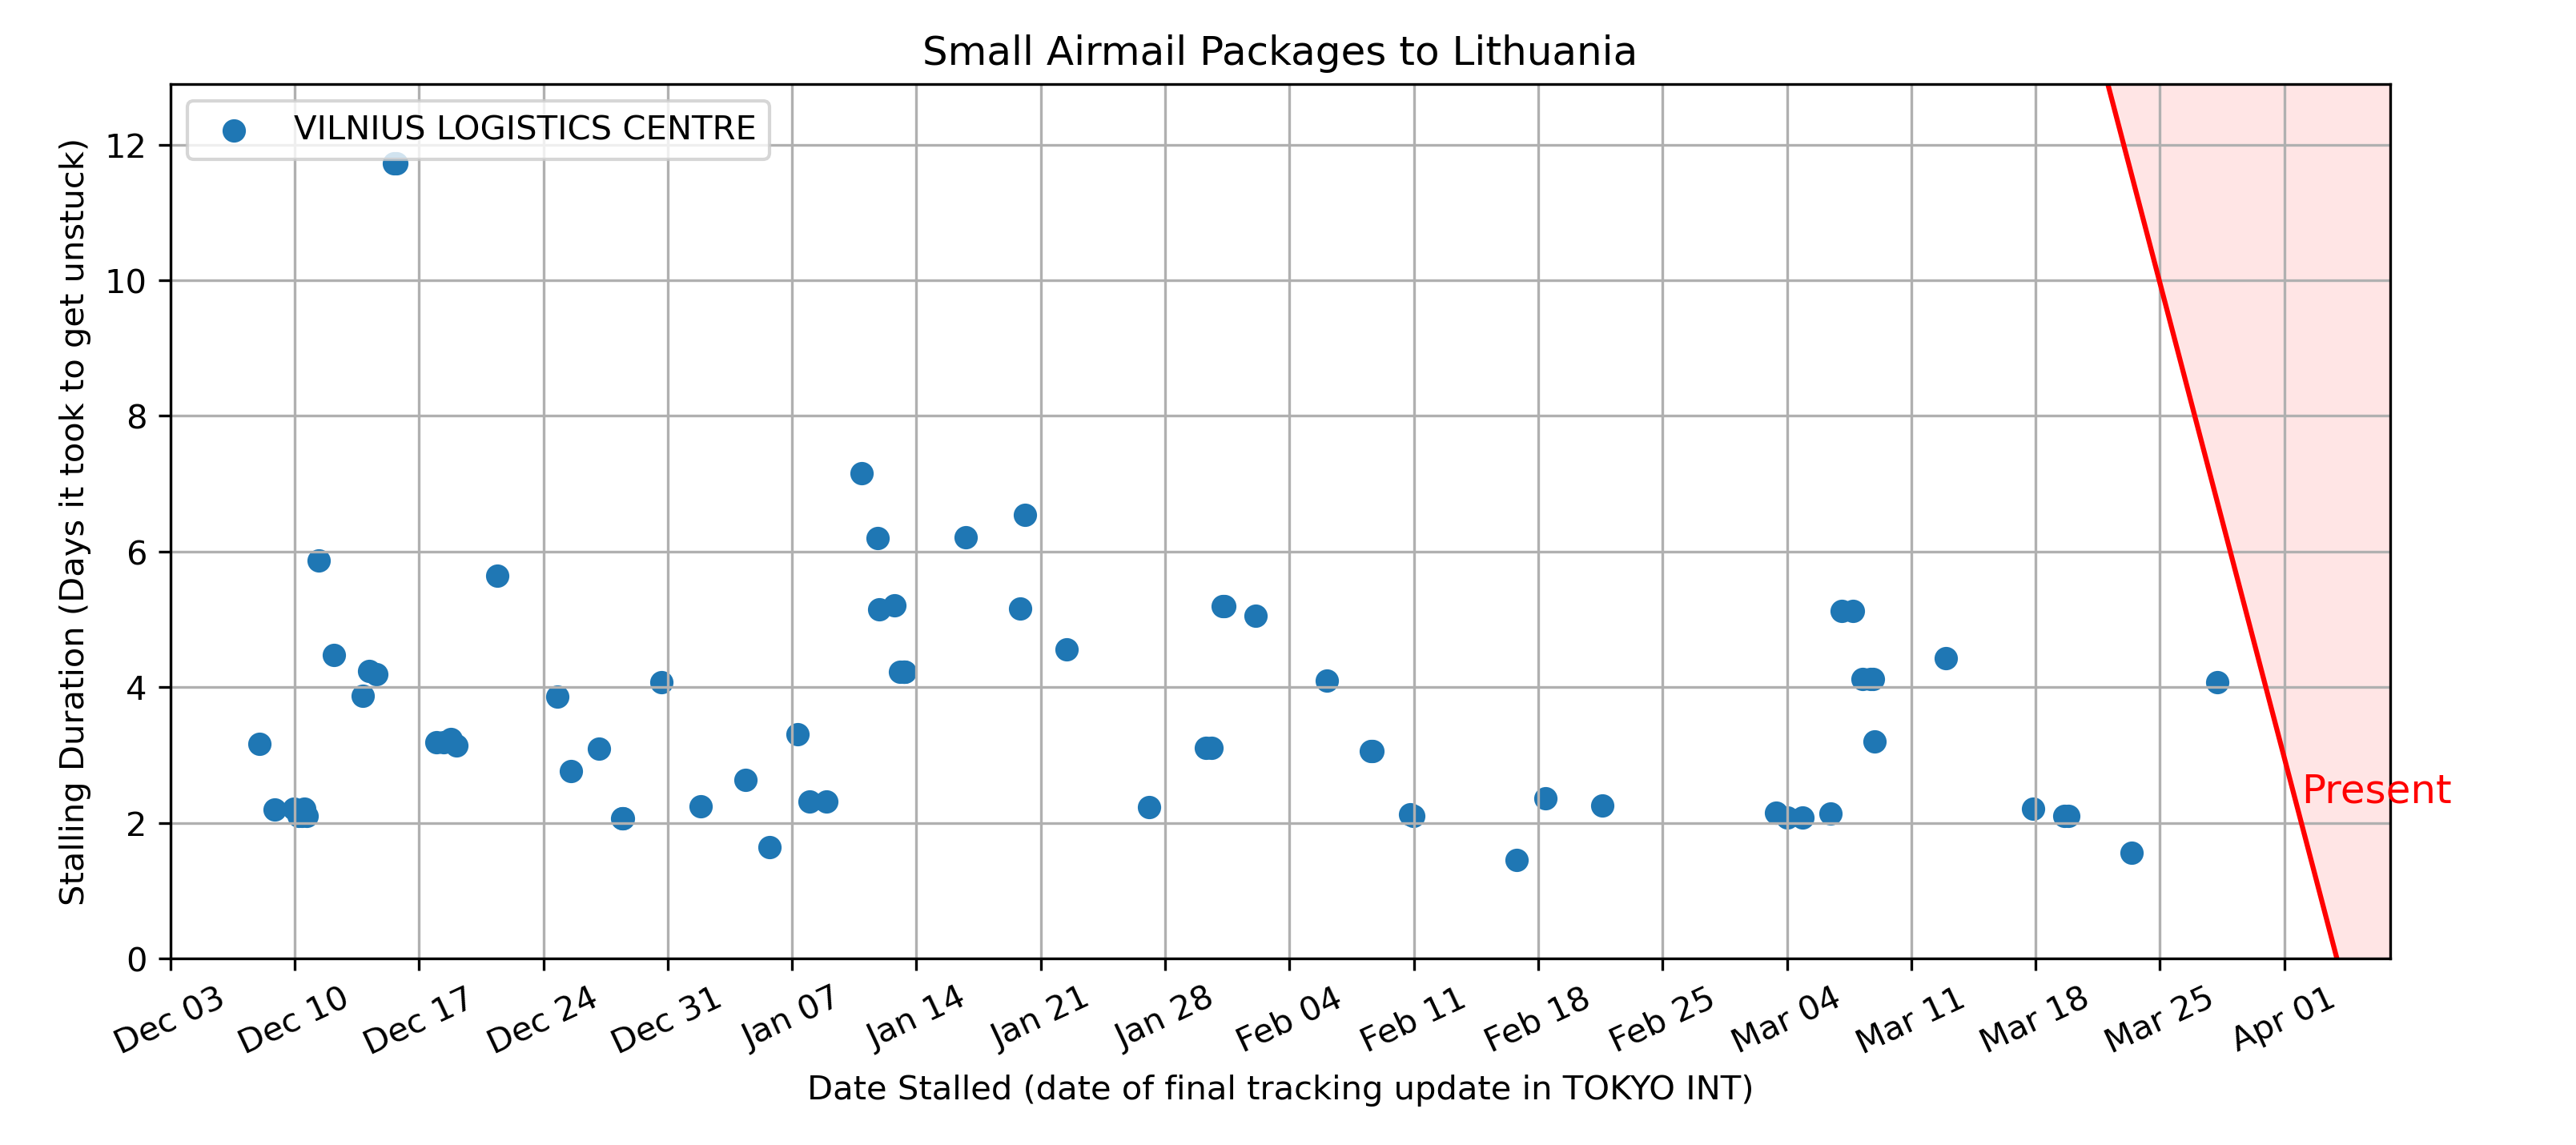 Small Airmail Packages to Lithuania
VILNIUS LOGISTICS CENTRE
Stalling Duration (Days it took to get unstuck)
12
10
8
6
4
2
0
Present
Dec 03
Dec 10
Dec 17
Dec 24
Dec 31
Jan 07
Jan 14
Jan 21
Jan 28
Feb 04
Feb 11
Feb 18
Feb 25
Mar 04
Mar 11
Mar 18
Mar 25
Apr 01
Date Stalled (date of final tracking update in TOKYO INT)